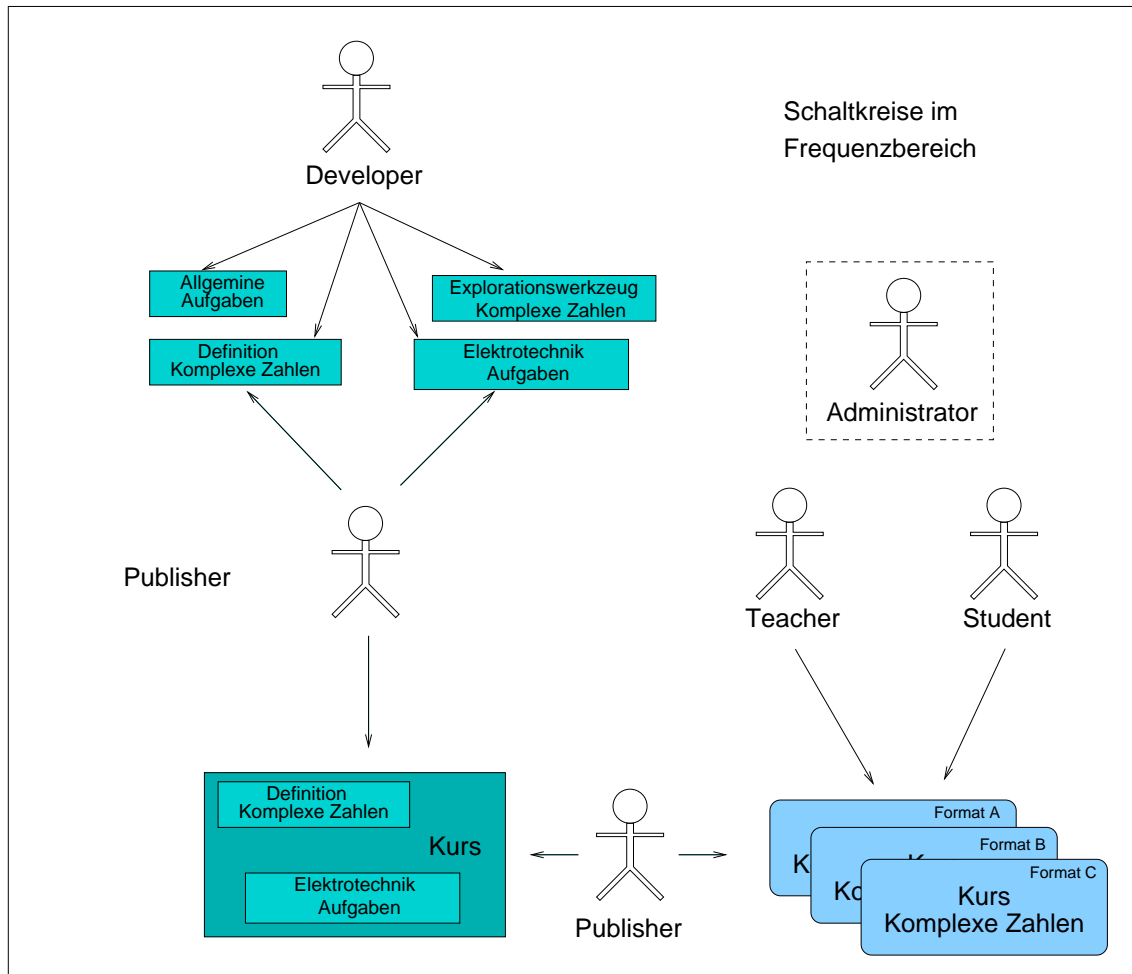 Schaltkreise im
Frequenzbereich
Developer
Allgemine
Aufgaben
Explorationswerkzeug
Komplexe Zahlen
Definition
Komplexe Zahlen
Elektrotechnik
Aufgaben
Administrator
Publisher
Teacher
Student
Definition
Komplexe Zahlen
Kurs
Elektrotechnik
Aufgaben
Publisher
Format A
Format B
Format C
Kurs
Komplexe Zahlen